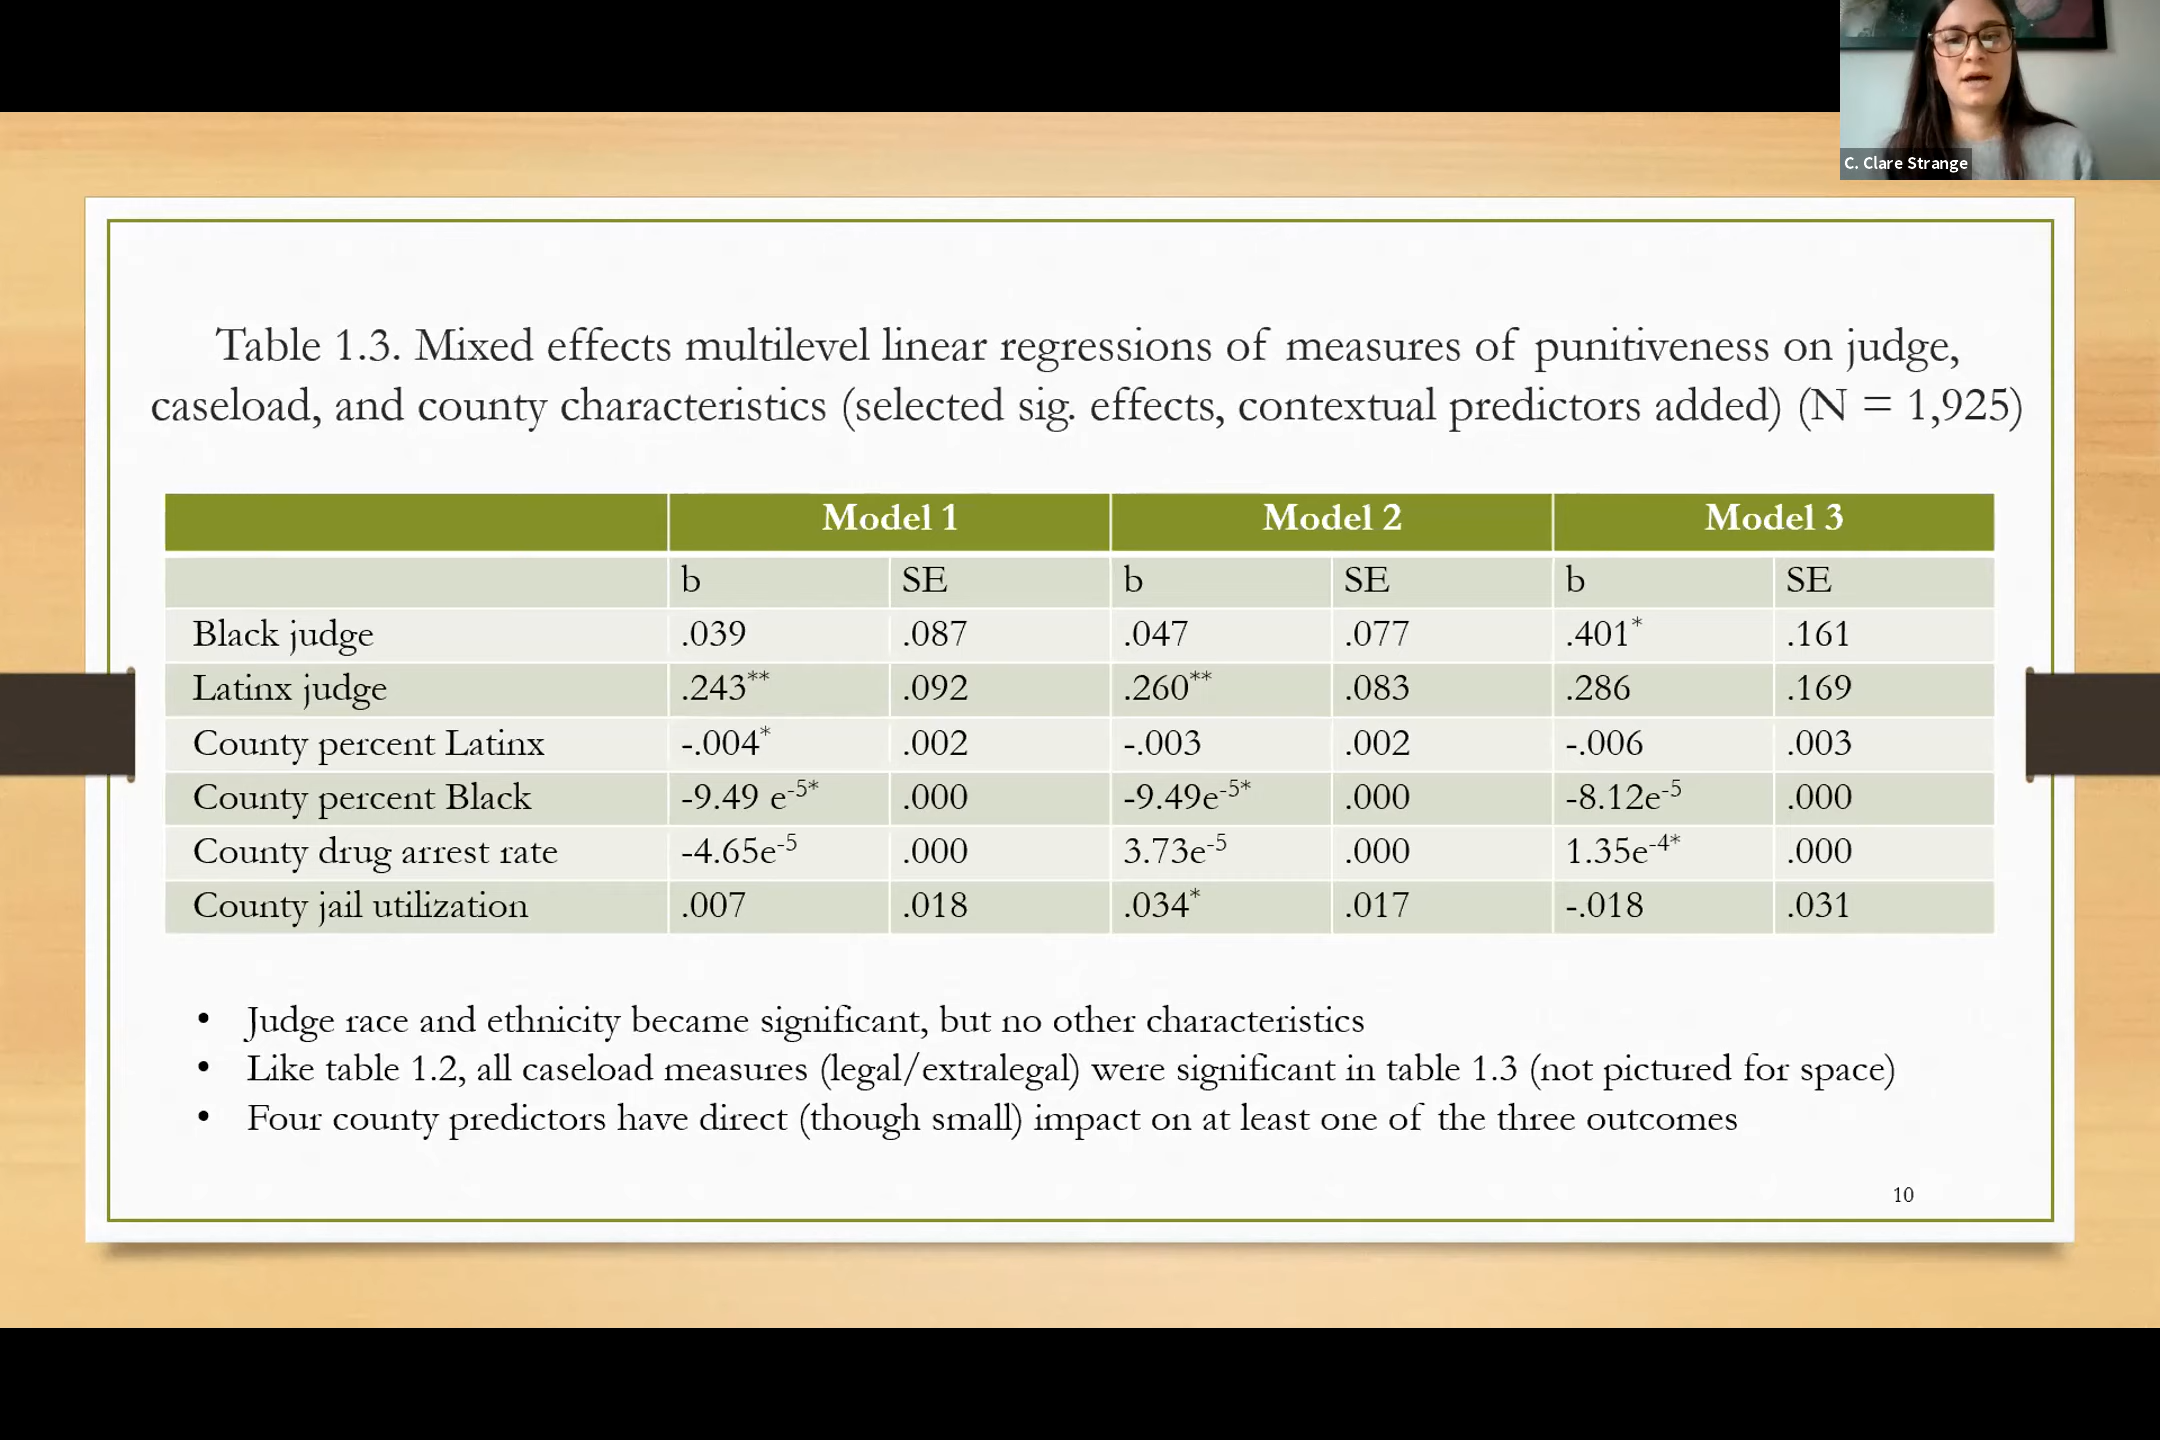 C. Clare Strange
Table 1.3. Mixed effects multilevel linear regressions of measures of punitiveness on judge,
caseload, and county characteristics (selected sig. effects, contextual predictors added) (N = 1,925)
Model 1 Model 2 Model 3
b SE b SE b SE
Black judge .039 .087 .047 .077 .401* .161
Latinx judge .243** .092 .260** .083 .286 .169
County percent Latinx -.004* .002 -.003 .002 -.006 .003
County percent Black -9.49 e-5* .000 -9.49e-5* .000 -8.12e-5 .000
County drug arrest rate -4.65e-5 .000 3.73e-5 .000 1.35e-4* .000
County jail utilization .007 .018 .034* .017 -.018 .031
• Judge race and ethnicity became significant, but no other characteristics
• Like table 1.2, all caseload measures (legal/extralegal) were significant in table 1.3 (not pictured for space)
• Four county predictors have direct (though small) impact on at least one of the three outcomes
10